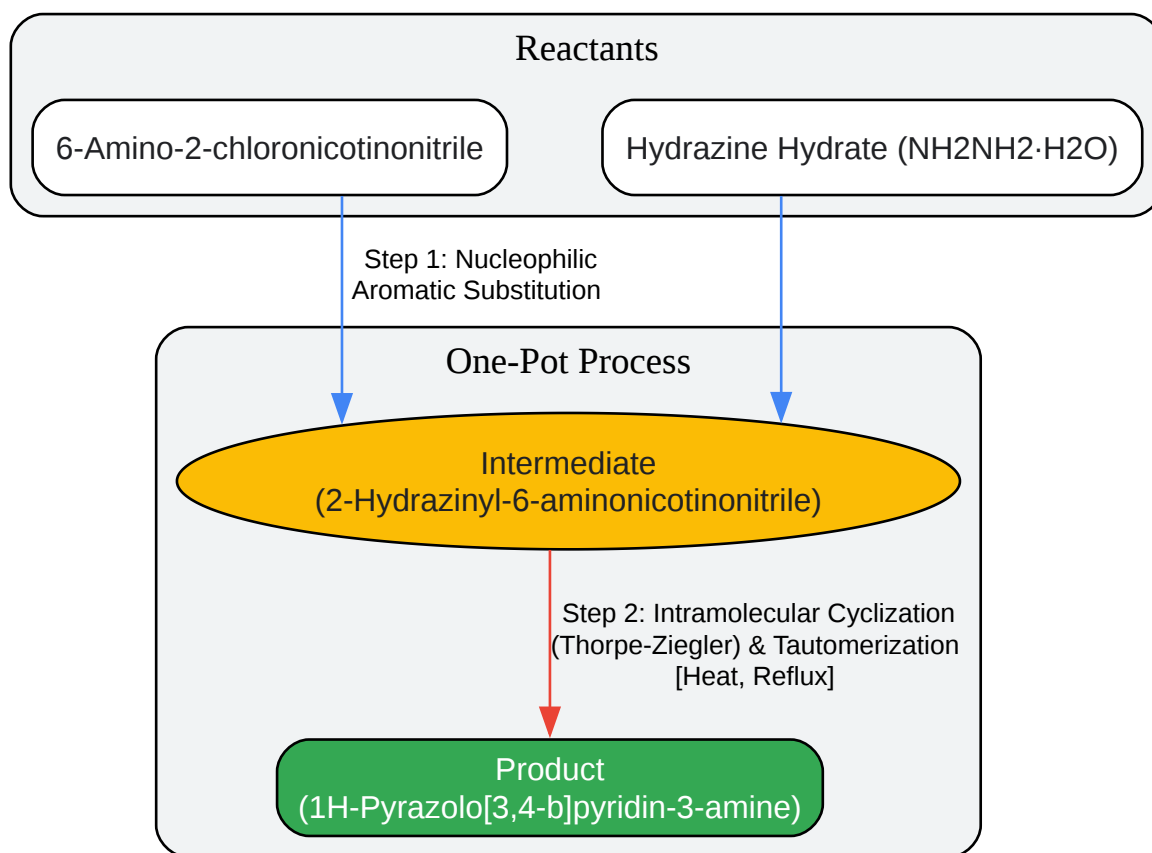 Reactants
6-Amino-2-chloronicotinonitrile
Hydrazine Hydrate (NH2NH2·H2O)
Step 1: Nucleophilic
Aromatic Substitution
One-Pot Process
Intermediate
(2-Hydrazinyl-6-aminonicotinonitrile)
Step 2: Intramolecular Cyclization
(Thorpe-Ziegler) & Tautomerization
[Heat, Reflux]
Product
(1H-Pyrazolo[3,4-b]pyridin-3-amine)